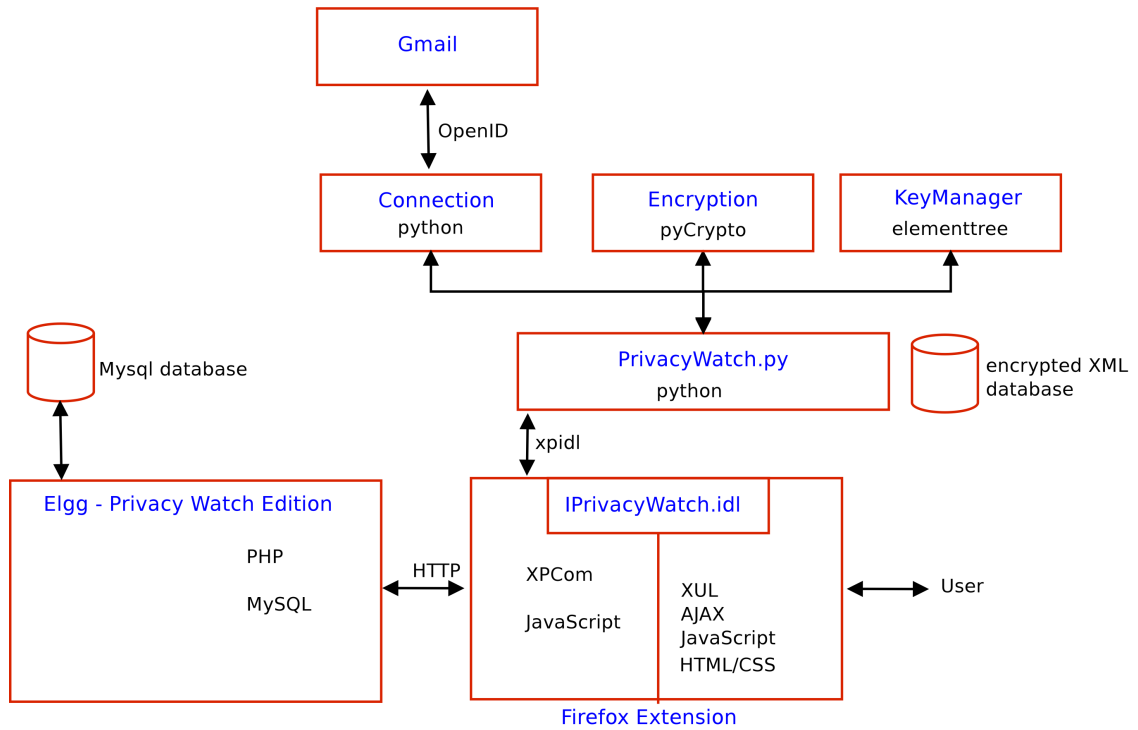 Gmail
OpenID
Connection
python
Encryption
pyCrypto
KeyManager
elementtree
Mysql database
PrivacyWatch.py
python
encrypted XML
database
xpidl
Elgg - Privacy Watch Edition
PHP
MySQL
HTTP
IPrivacyWatch.idl
XPCom
JavaScript
XUL
AJAX
JavaScript
HTML/CSS
User
Firefox Extension